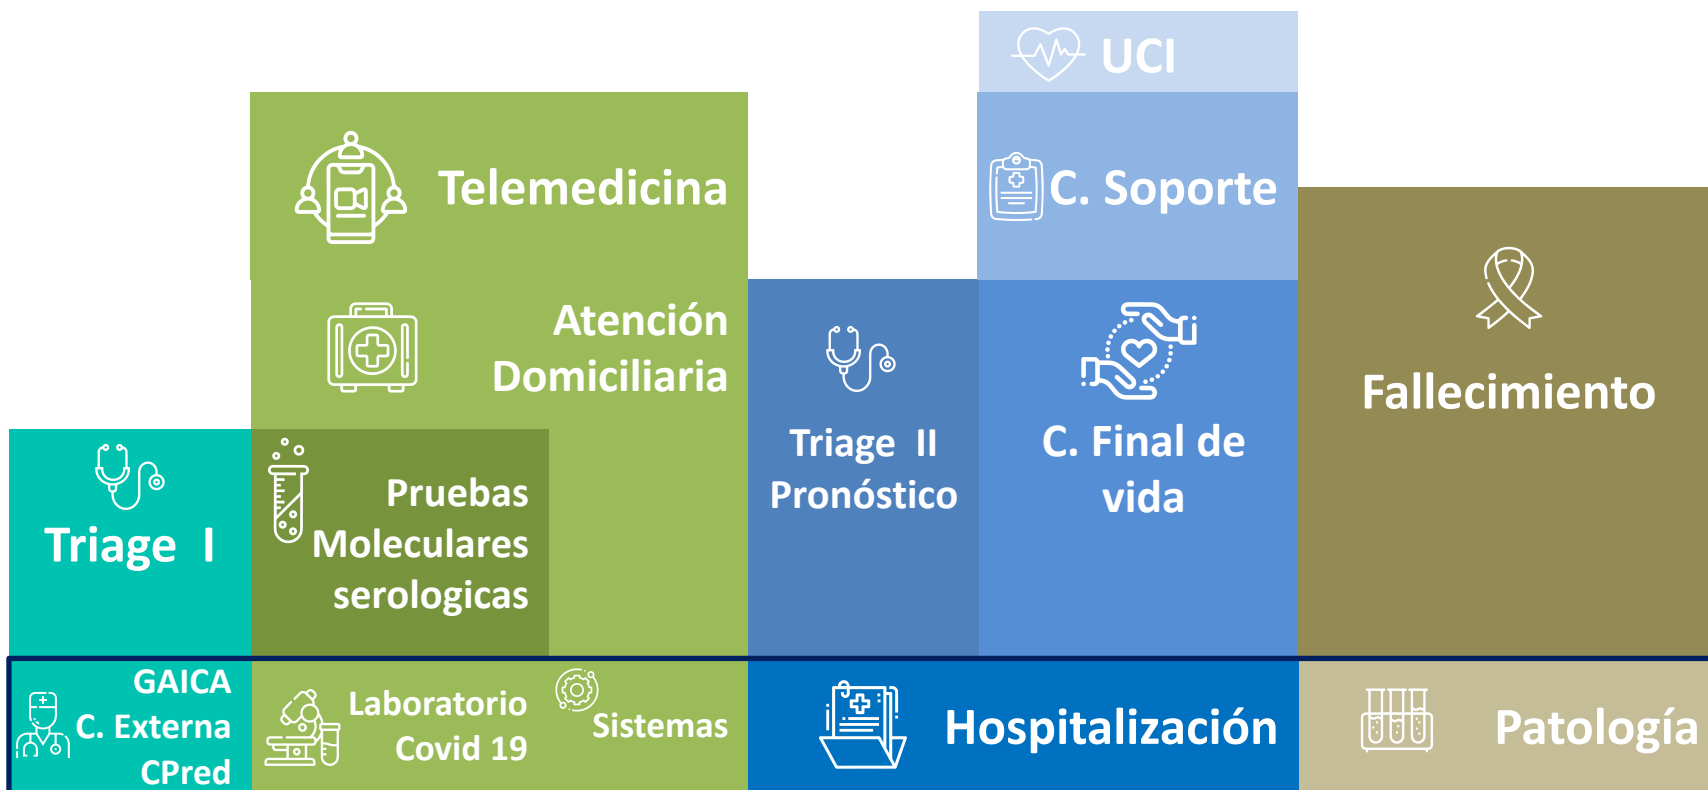 UCI
Telemedicina
C. Soporte
Atención
Domiciliaria
Fallecimiento
Triage II
Pronóstico
C. Final de
vida
Triage I
Pruebas
Moleculares
serologicas
GAICA
C. Externa
CPred
Laboratorio
Covid 19
Sistemas
Hospitalización
Patología